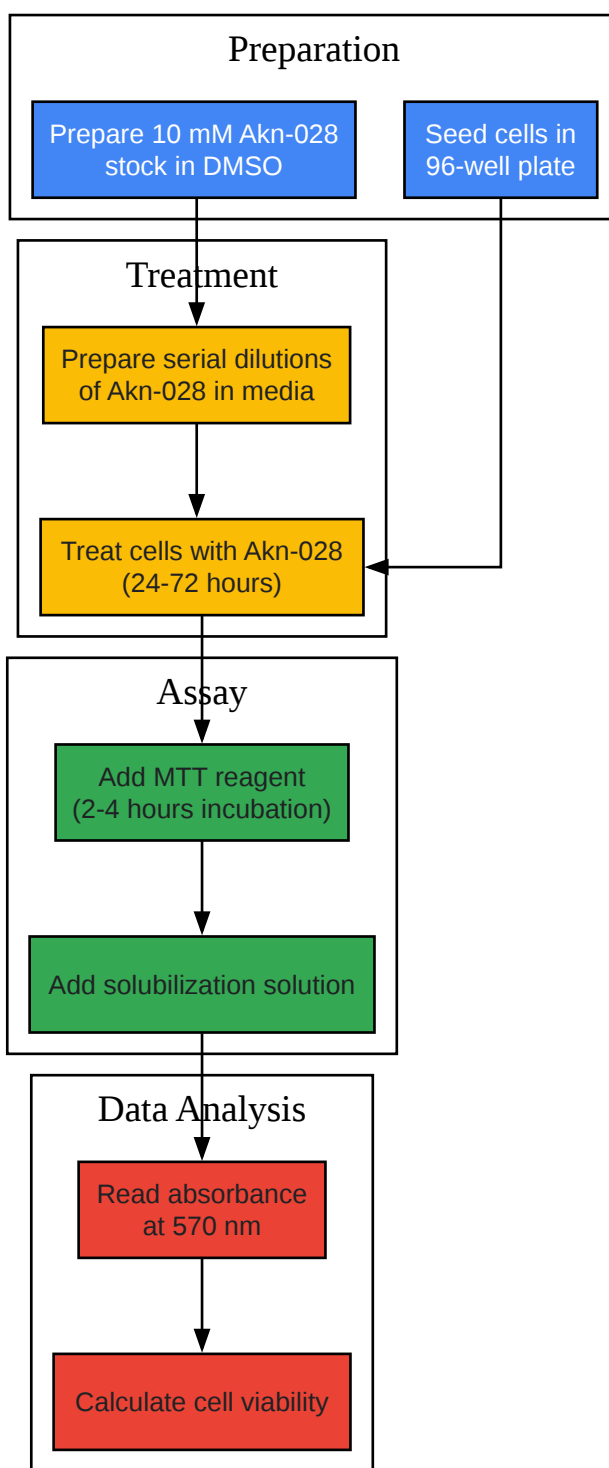 Preparation
Prepare 10 mM Akn-028
stock in DMSO
Seed cells in
96-well plate
Treatment
Prepare serial dilutions
of Akn-028 in media
Treat cells with Akn-028
(24-72 hours)
Assay
Add MTT reagent
(2-4 hours incubation)
Add solubilization solution
Data Analysis
Read absorbance
at 570 nm
Calculate cell viability